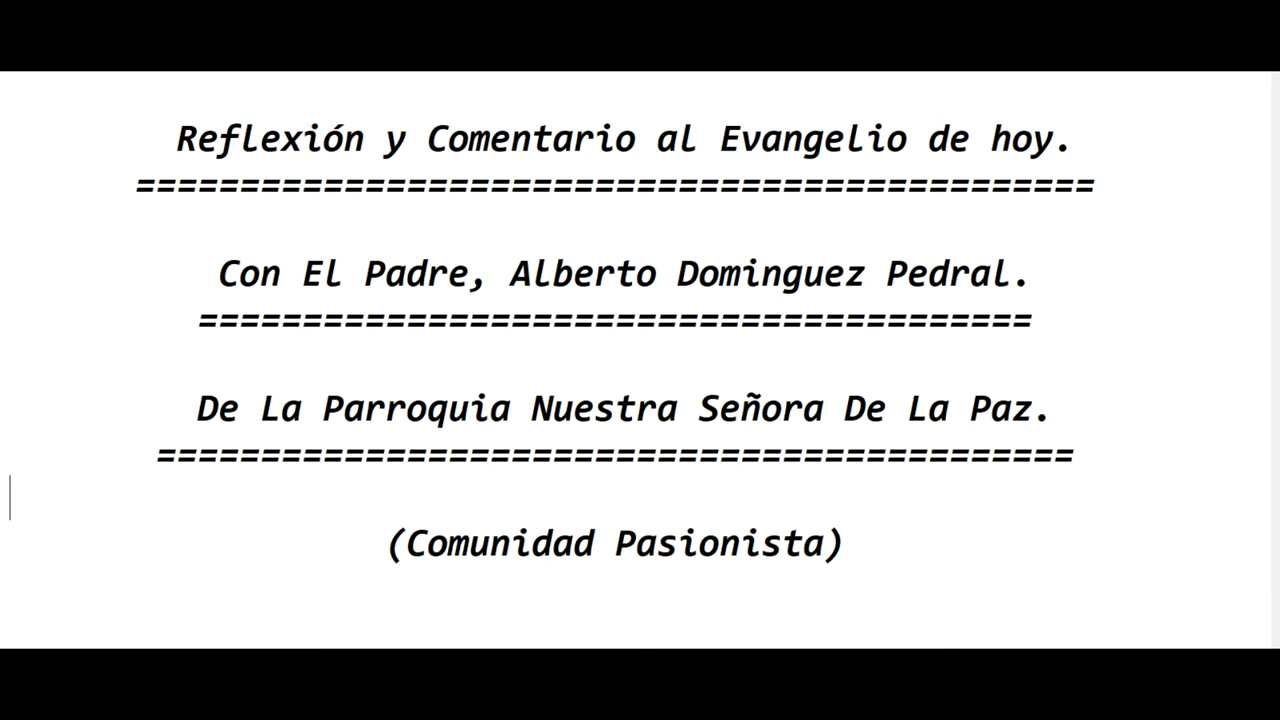 Reflexión y Comentario al Evangelio de hoy.
==============================================
Con El Padre, Alberto Dominguez Pedral.
========================================
De La Parroquia Nuestra Señora De La Paz.
============================================
(Comunidad Pasionista)